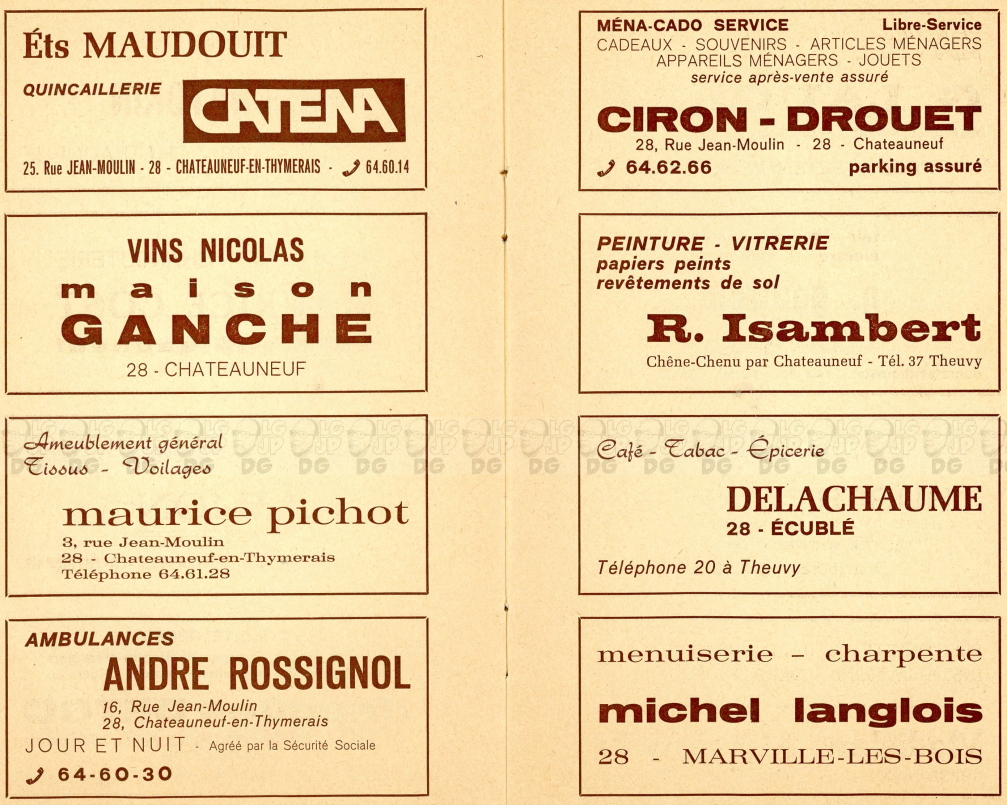 Éts MAUDOUIT
QUINCAILLERIE
CATENA
25. Rue JEAN-MOULIN - 28 - CHATEAUNEUF-EN-THYMERAIS - 64.60.14
VINS NICOLAS
maison
GANCHE
28 - CHATEAUNEUF
Ameublement général
Tissus - Voilages
maurice pichot
3, rue Jean-Moulin
28 - Chateauneuf-en-Thymerais
Téléphone 64.61.28
AMBULANCES
ANDRE ROSSIGNOL
16, Rue Jean-Moulin
28, Chateauneuf-en-Thymerais
JOUR ET NUIT - Agréé par la Sécurité Sociale
64-60-30
MÉNA-CADO SERVICE Libre-Service
CADEAUX - SOUVENIRS - ARTICLES MÉNAGERS
APPAREILS MÉNAGERS - JOUETS
service après-vente assuré
CIRON - DROUET
28, Rue Jean-Moulin - 28 - Chateauneuf
64.62.66 parking assuré
PEINTURE - VITRERIE
papiers peints
revêtements de sol
R. Isambert
Chêne-Chenu par Chateauneuf - Tél. 37 Theuvy
Café - Tabac - Épicerie
DELACHAUME
28 - ÉCUBLÉ
Téléphone 20 à Theuvy
menuiserie - charpente
michel langlois
28 - MARVILLE-LES-BOIS